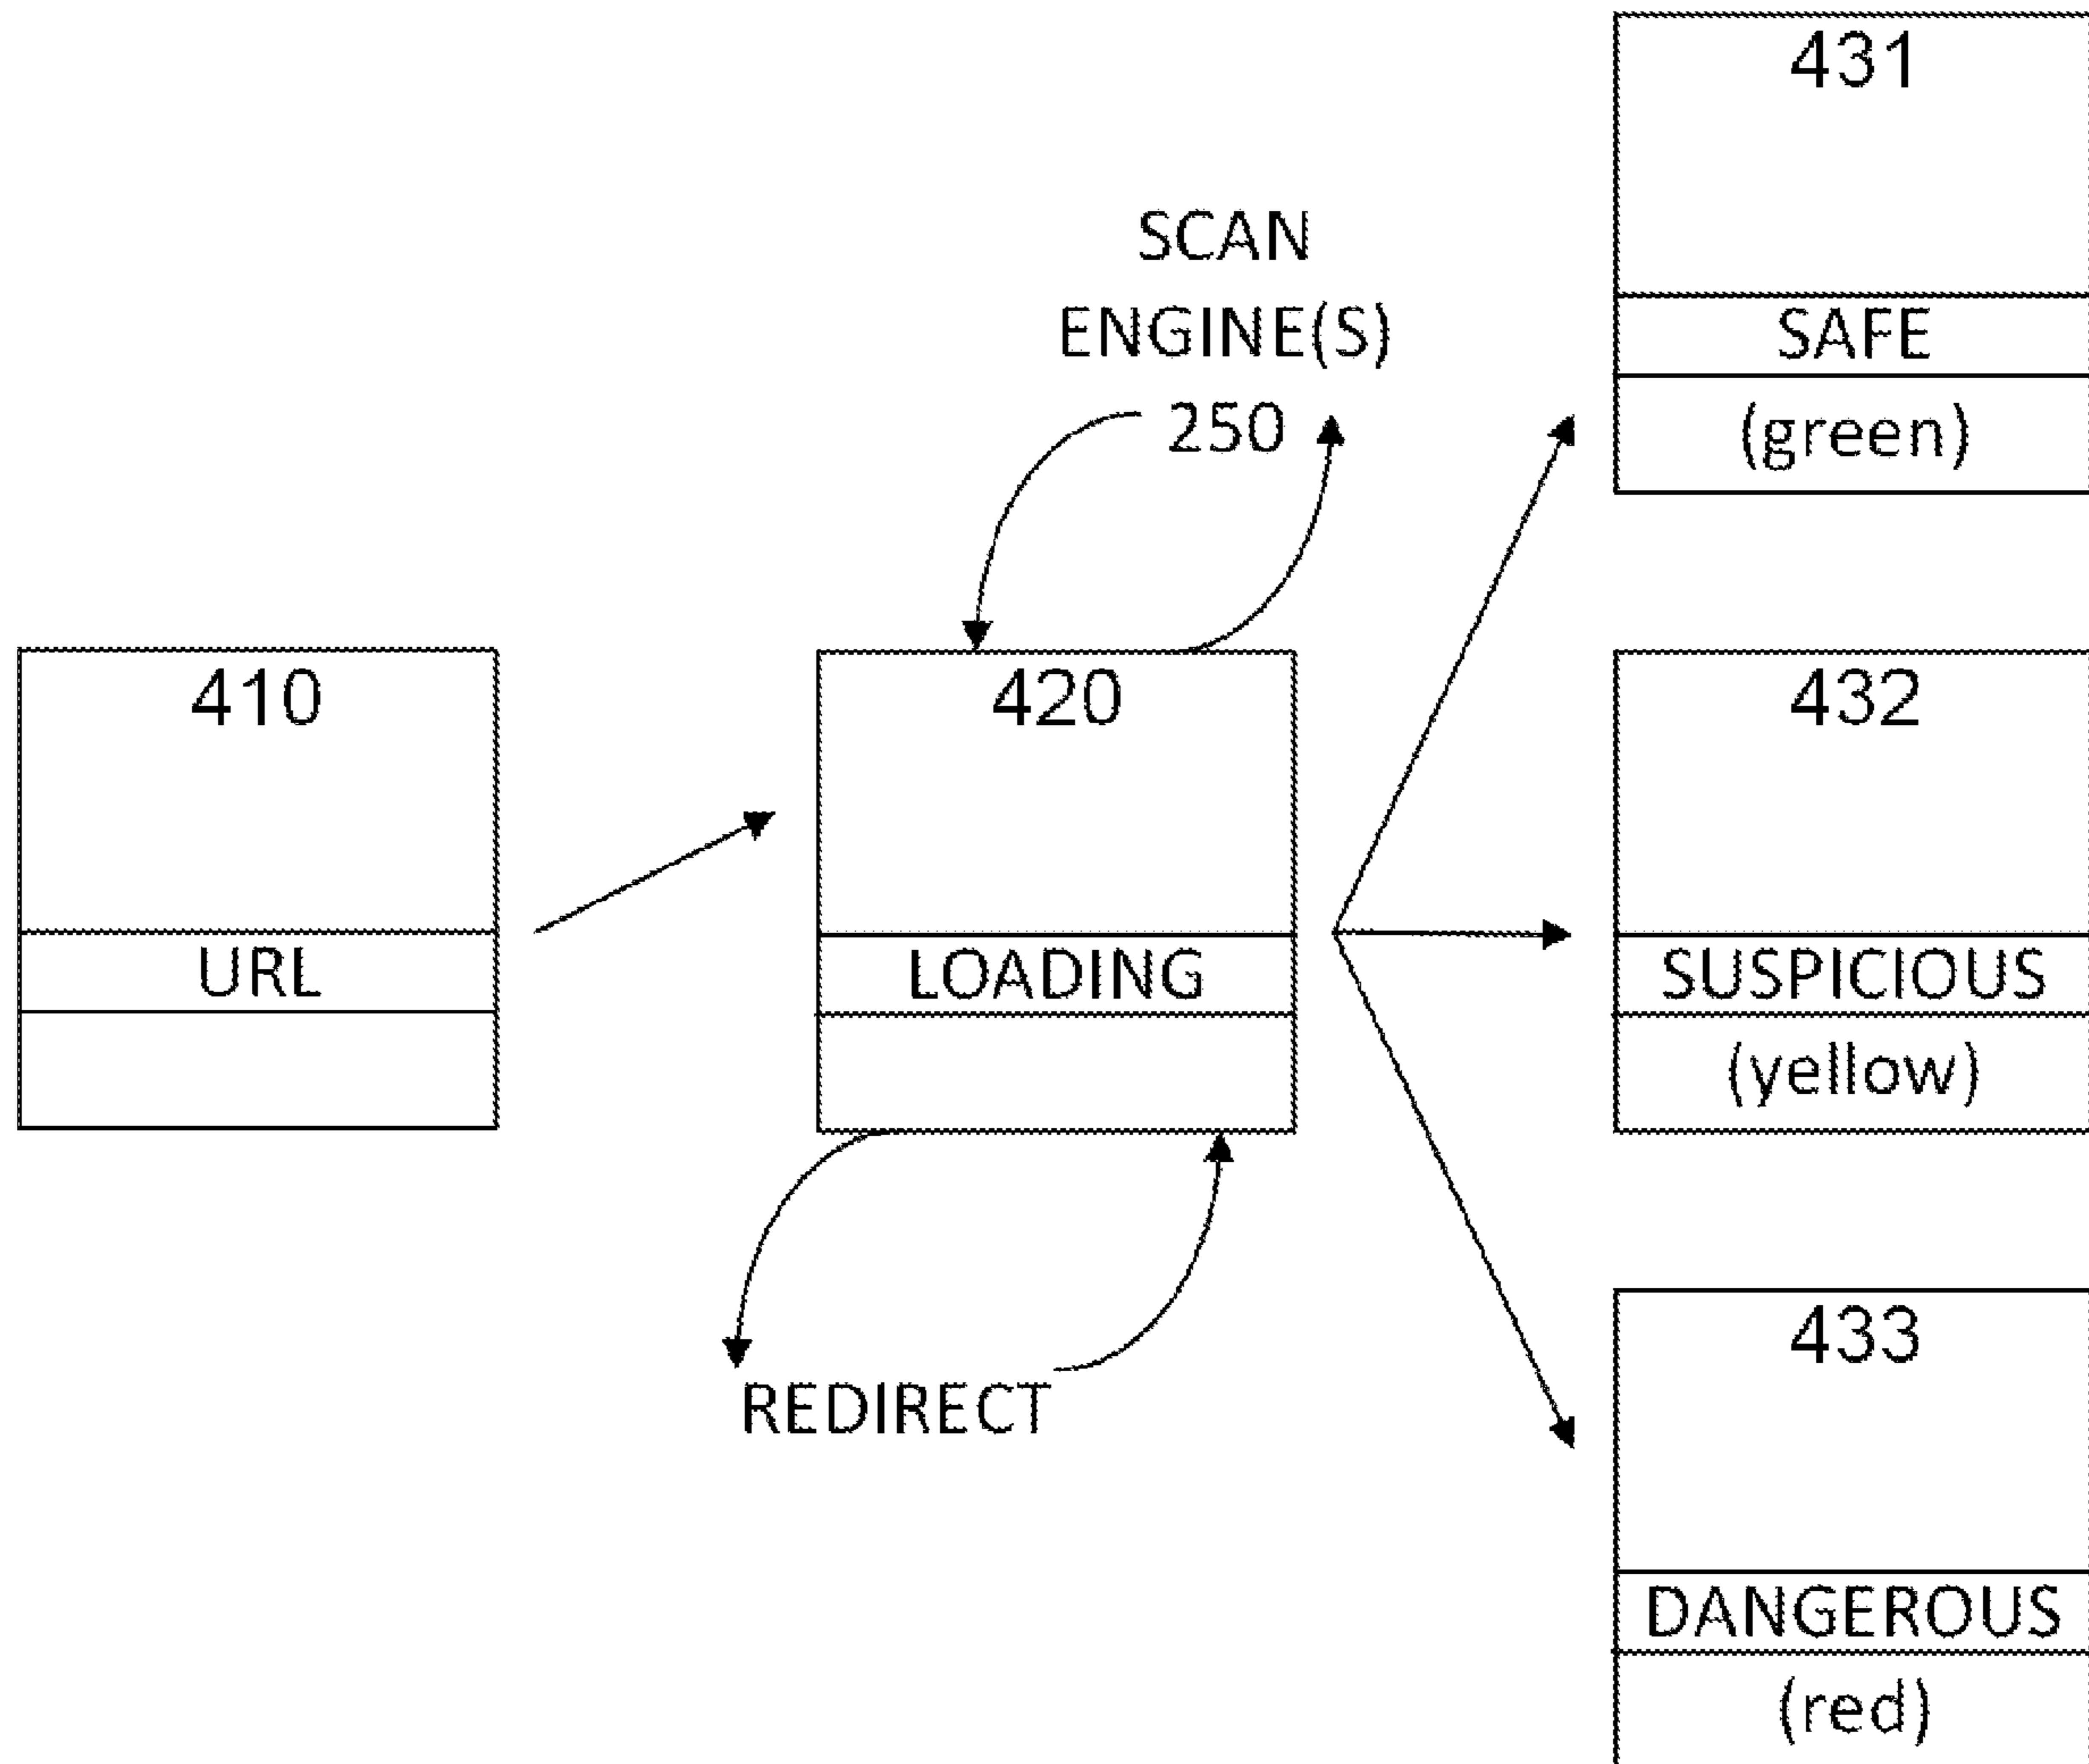 410
URL
SCAN
ENGINE(S)
250
420
LOADING
REDIRECT
431
SAFE
(green)
432
SUSPICIOUS
(yellow)
433
DANGEROUS
(red)